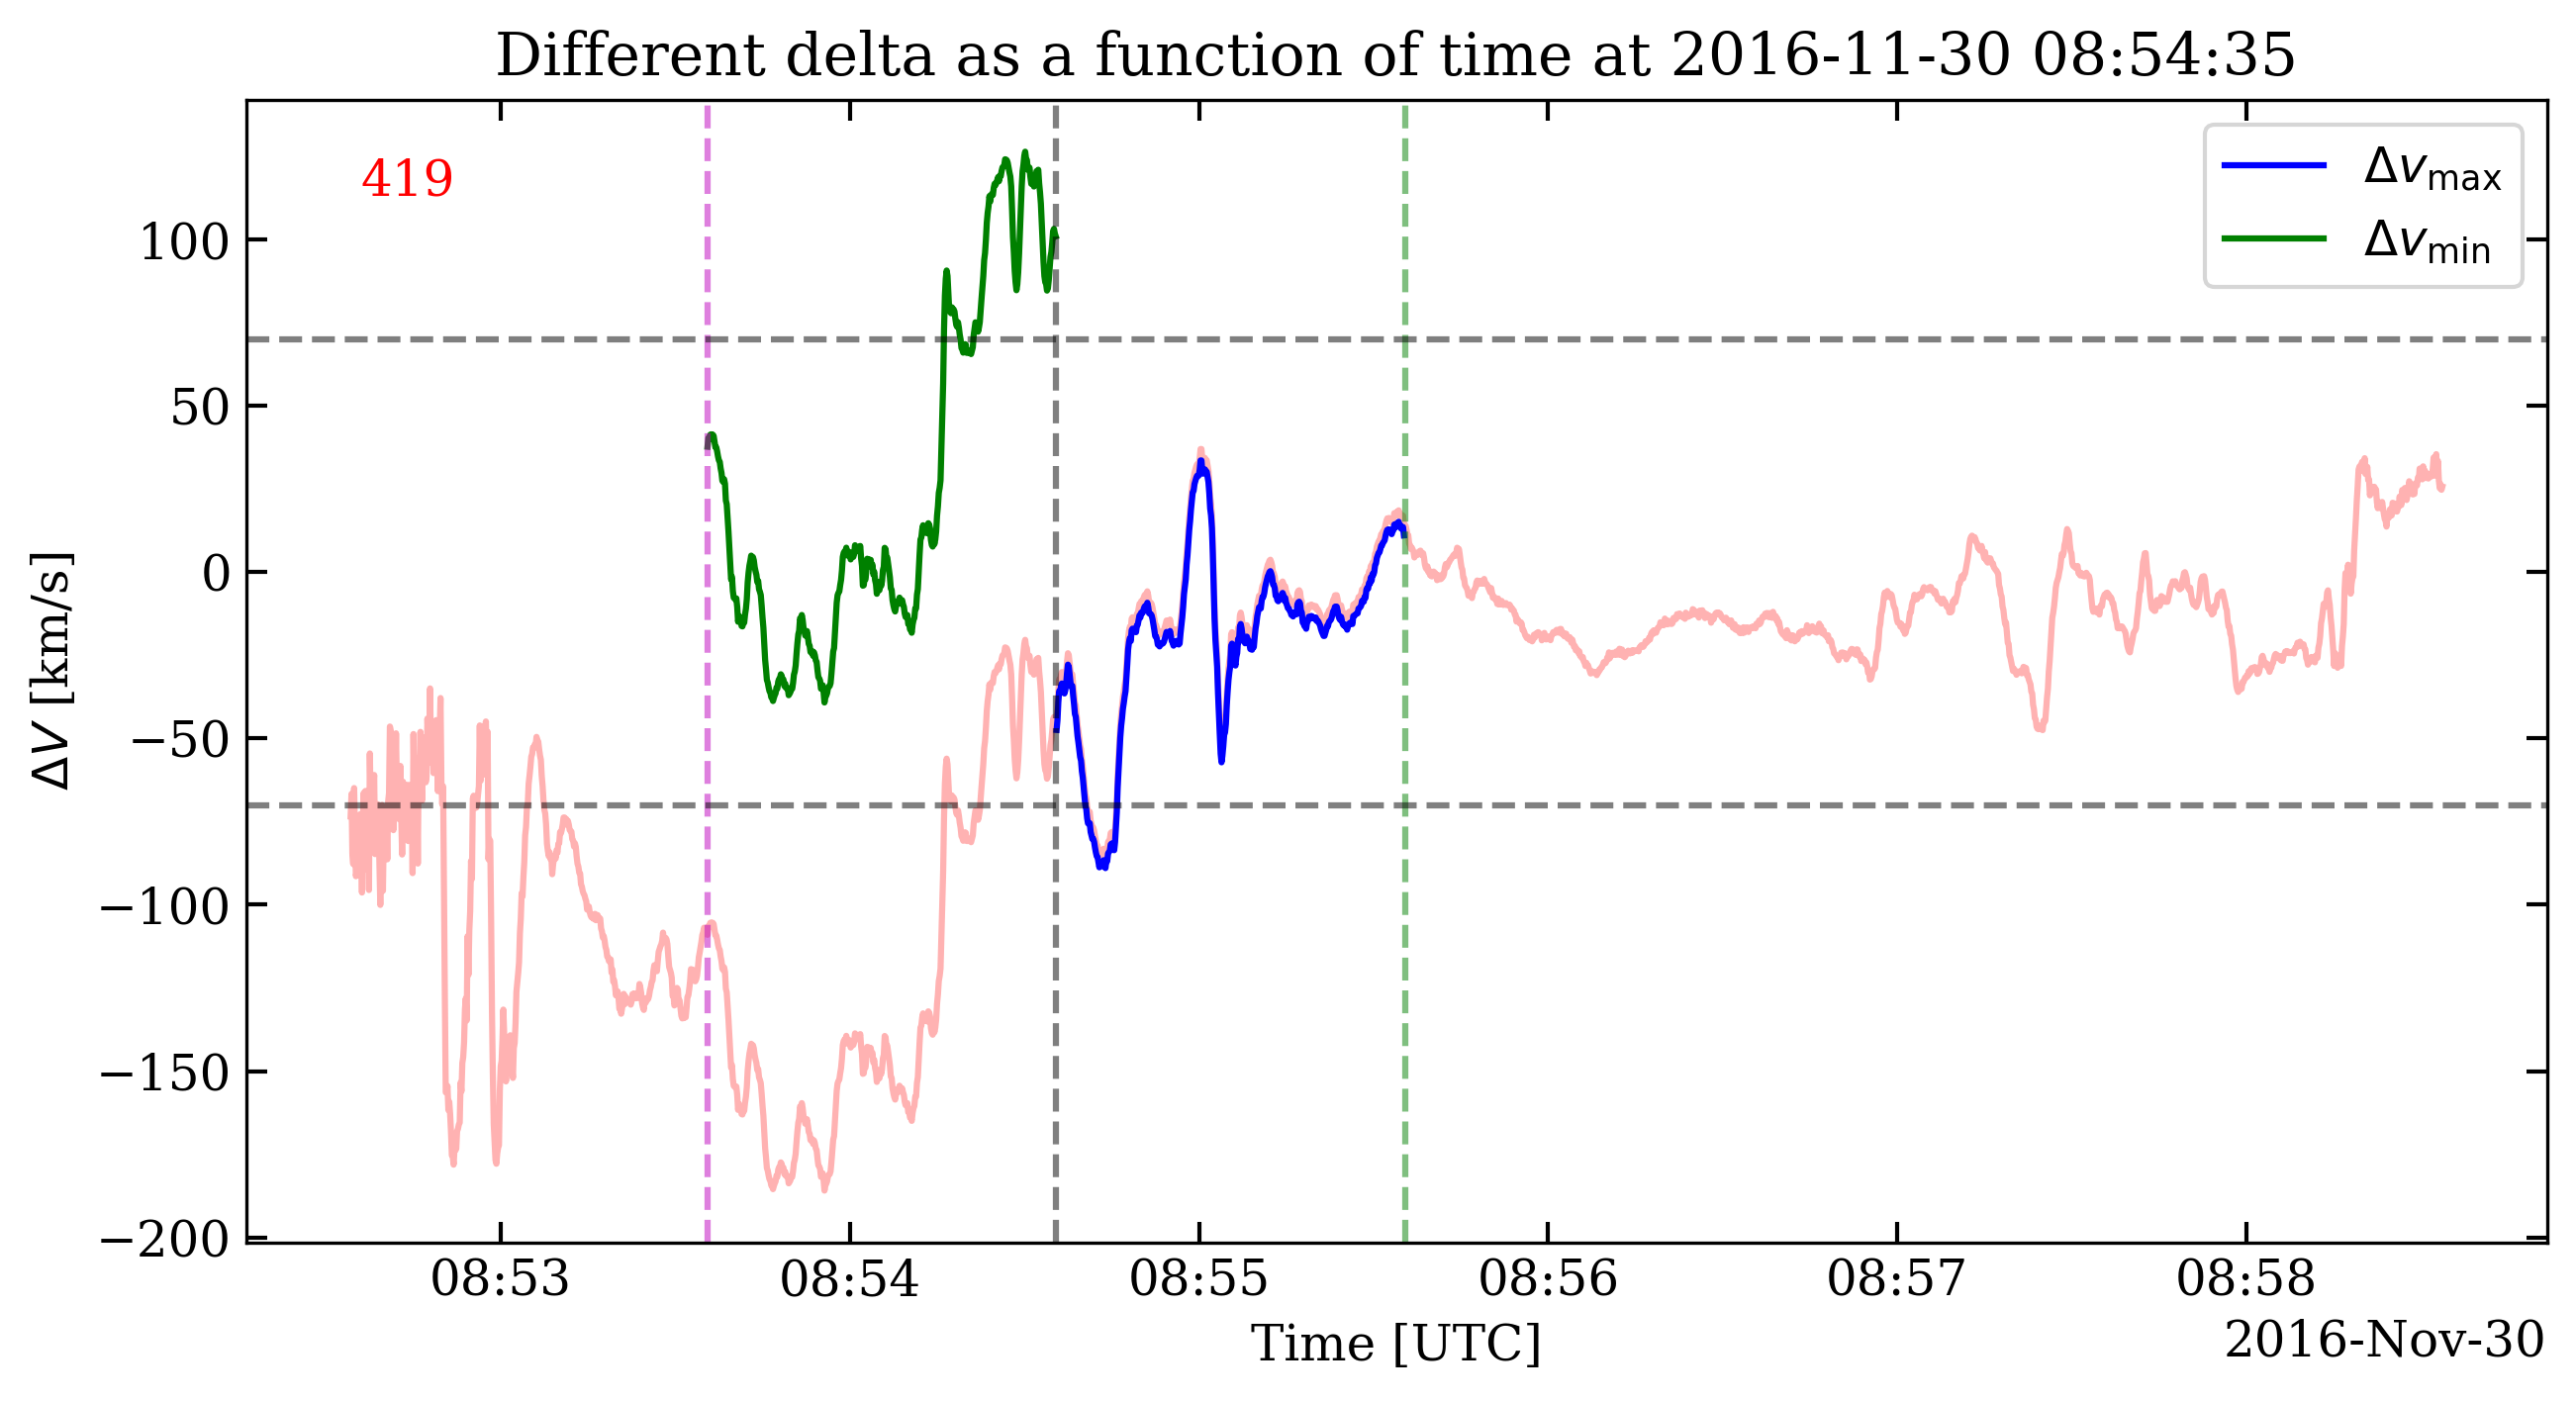 Different delta as a function of time at 2016-11-30 08:54:35
419
Δv_max
Δv_min
100
50
0
−50
−100
−150
−200
ΔV [km/s]
08:53 08:54 08:55 08:56 08:57 08:58
Time [UTC]
2016-Nov-30